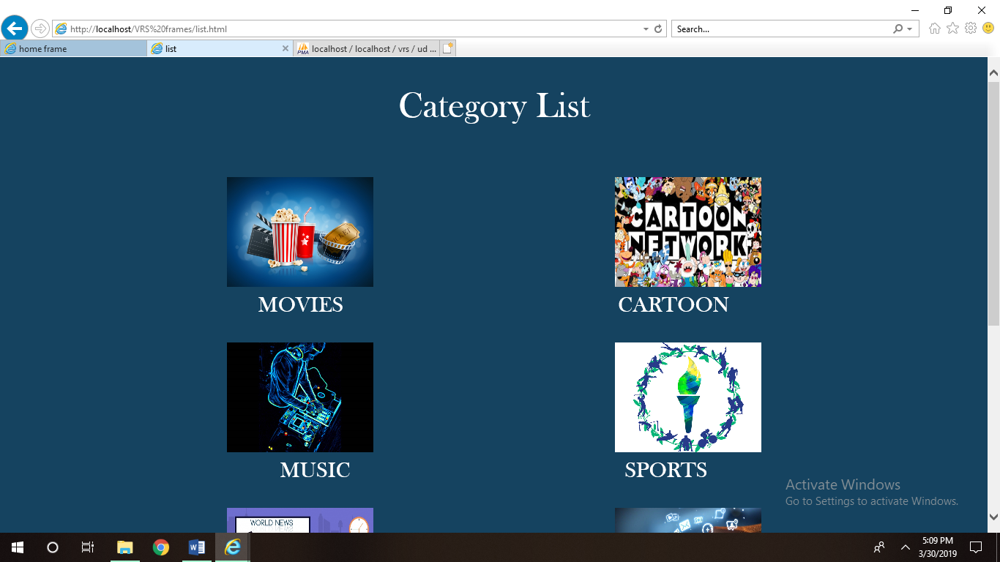 http://localhost/VRS%20frames/list.html
Search...
home frame
list
PMA
localhost / localhost / vrs / ud ...
Category List
TICKET
CARTOON
NETWORK
MOVIES
CARTOON
MUSIC
SPORTS
Activate Windows
Go to Settings to activate Windows.
WORLD NEWS
5:09 PM
3/30/2019